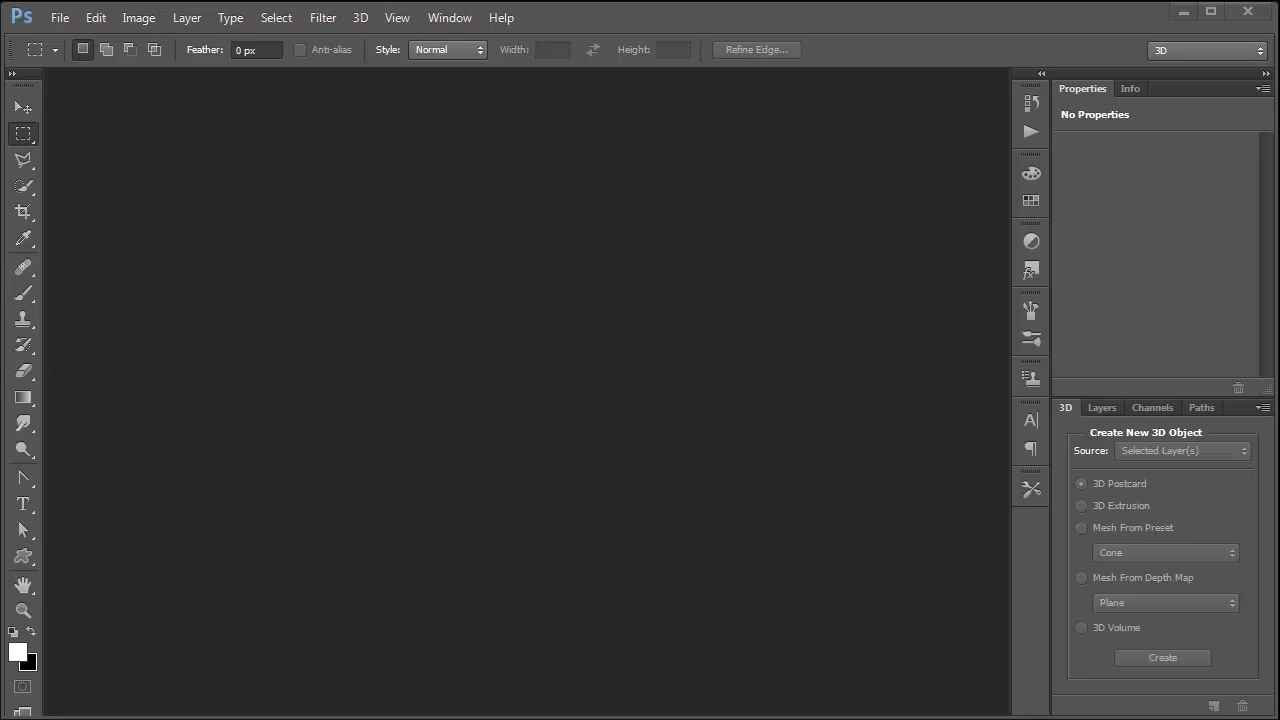 Ps File Edit Image Layer Type Select Filter 3D View Window Help
Feather: 0 px Anti-alias Style: Normal Width: Height: Refine Edge... 3D
Properties Info
No Properties
3D Layers Channels Paths
Create New 3D Object
Source: Selected Layer(s)
3D Postcard
3D Extrusion
Mesh From Preset
Cone
Mesh From Depth Map
Plane
3D Volume
Create